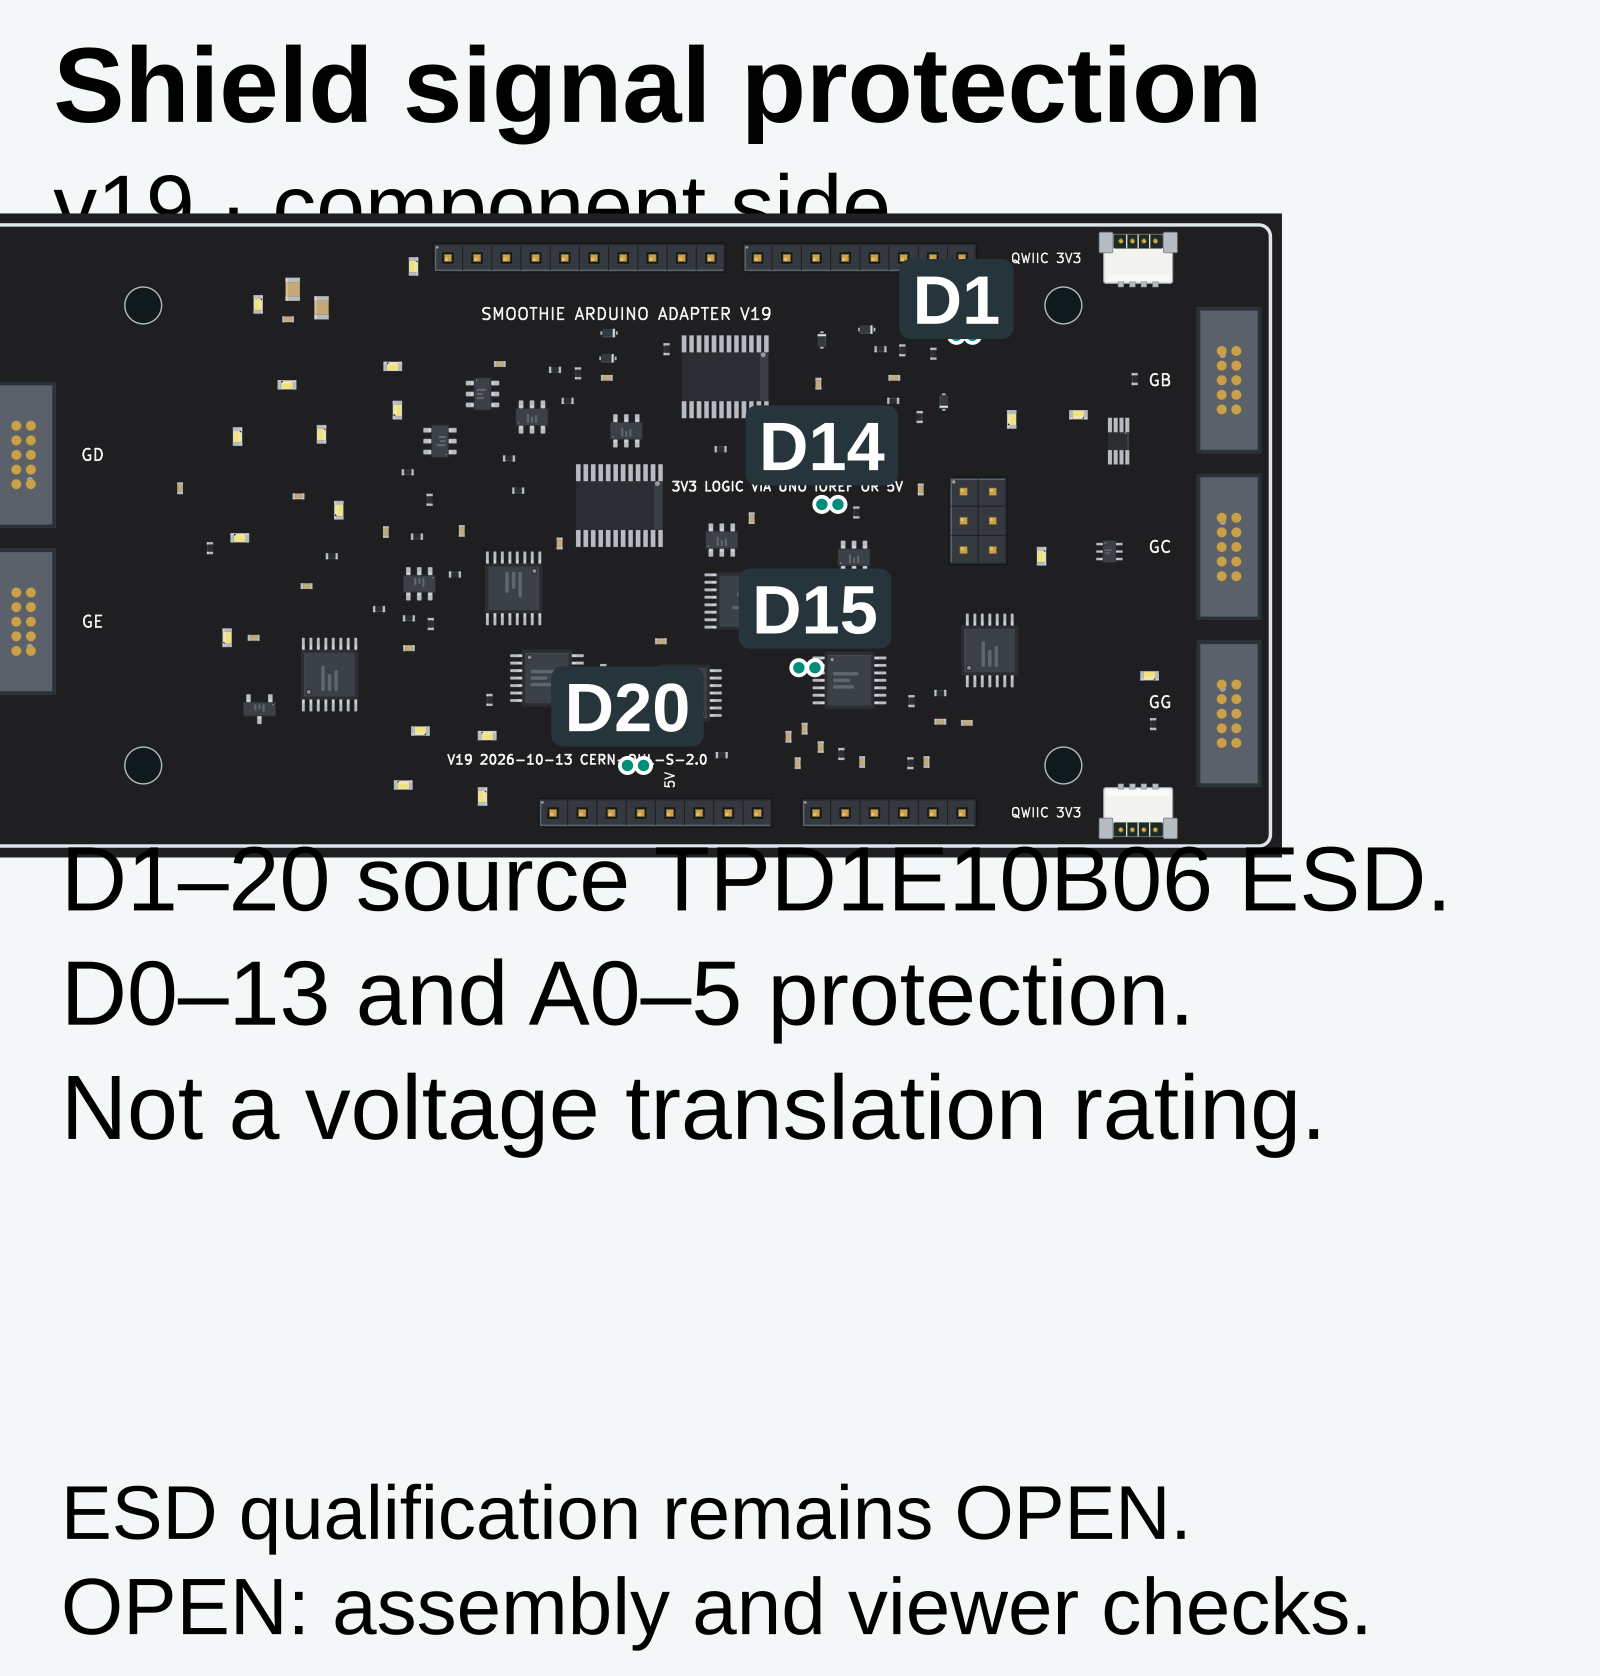 Shield signal protection
v19 · component side
QWIIC 3V3
D1
SMOOTHIE ARDUINO ADAPTER V19
GB
D14
GD
3V3 LOGIC VIA UNO IOREF OR 5V
GC
D15
GE
D20
GG
V19 2026-10-13 CERN-OHL-S-2.0
5V
QWIIC 3V3
D1–20 source TPD1E10B06 ESD.
D0–13 and A0–5 protection.
Not a voltage translation rating.
ESD qualification remains OPEN.
OPEN: assembly and viewer checks.